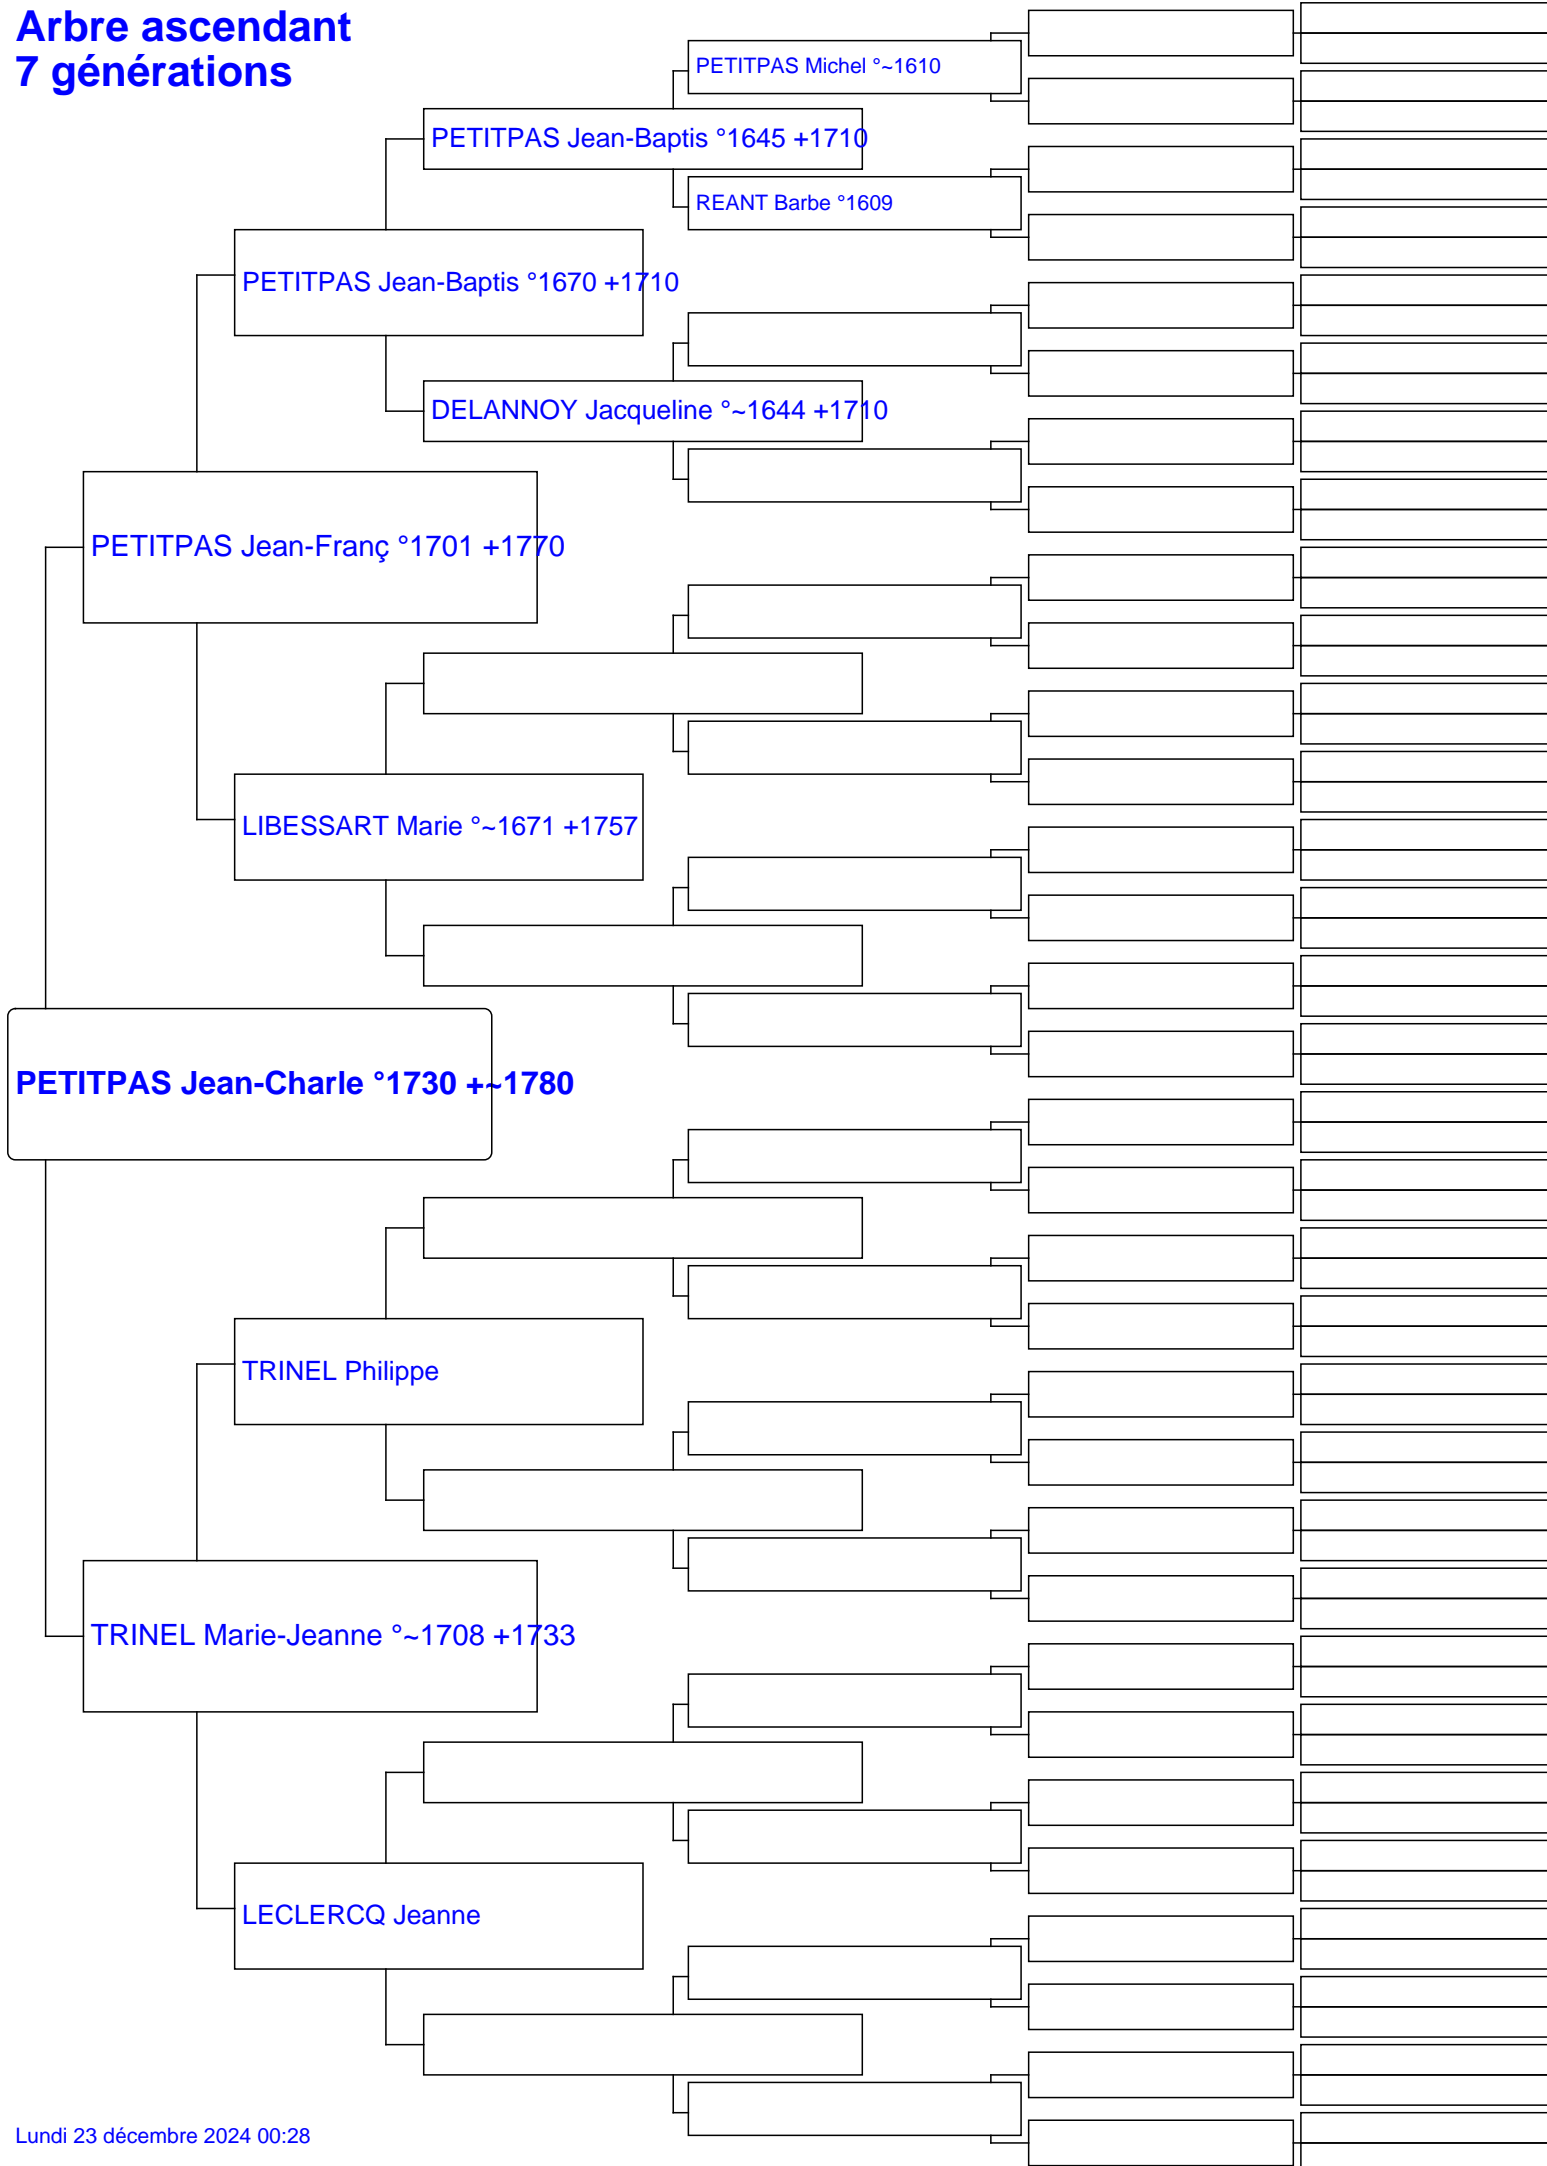 Arbre ascendant
7 générations
PETITPAS Michel °~1610
PETITPAS Jean-Baptis °1645 +1710
REANT Barbe °1609
PETITPAS Jean-Baptis °1670 +1710
DELANNOY Jacqueline °~1644 +1710
PETITPAS Jean-Franç °1701 +1770
LIBESSART Marie °~1671 +1757
PETITPAS Jean-Charle °1730 +~1780
TRINEL Philippe
TRINEL Marie-Jeanne °~1708 +1733
LECLERCQ Jeanne
Lundi 23 décembre 2024 00:28